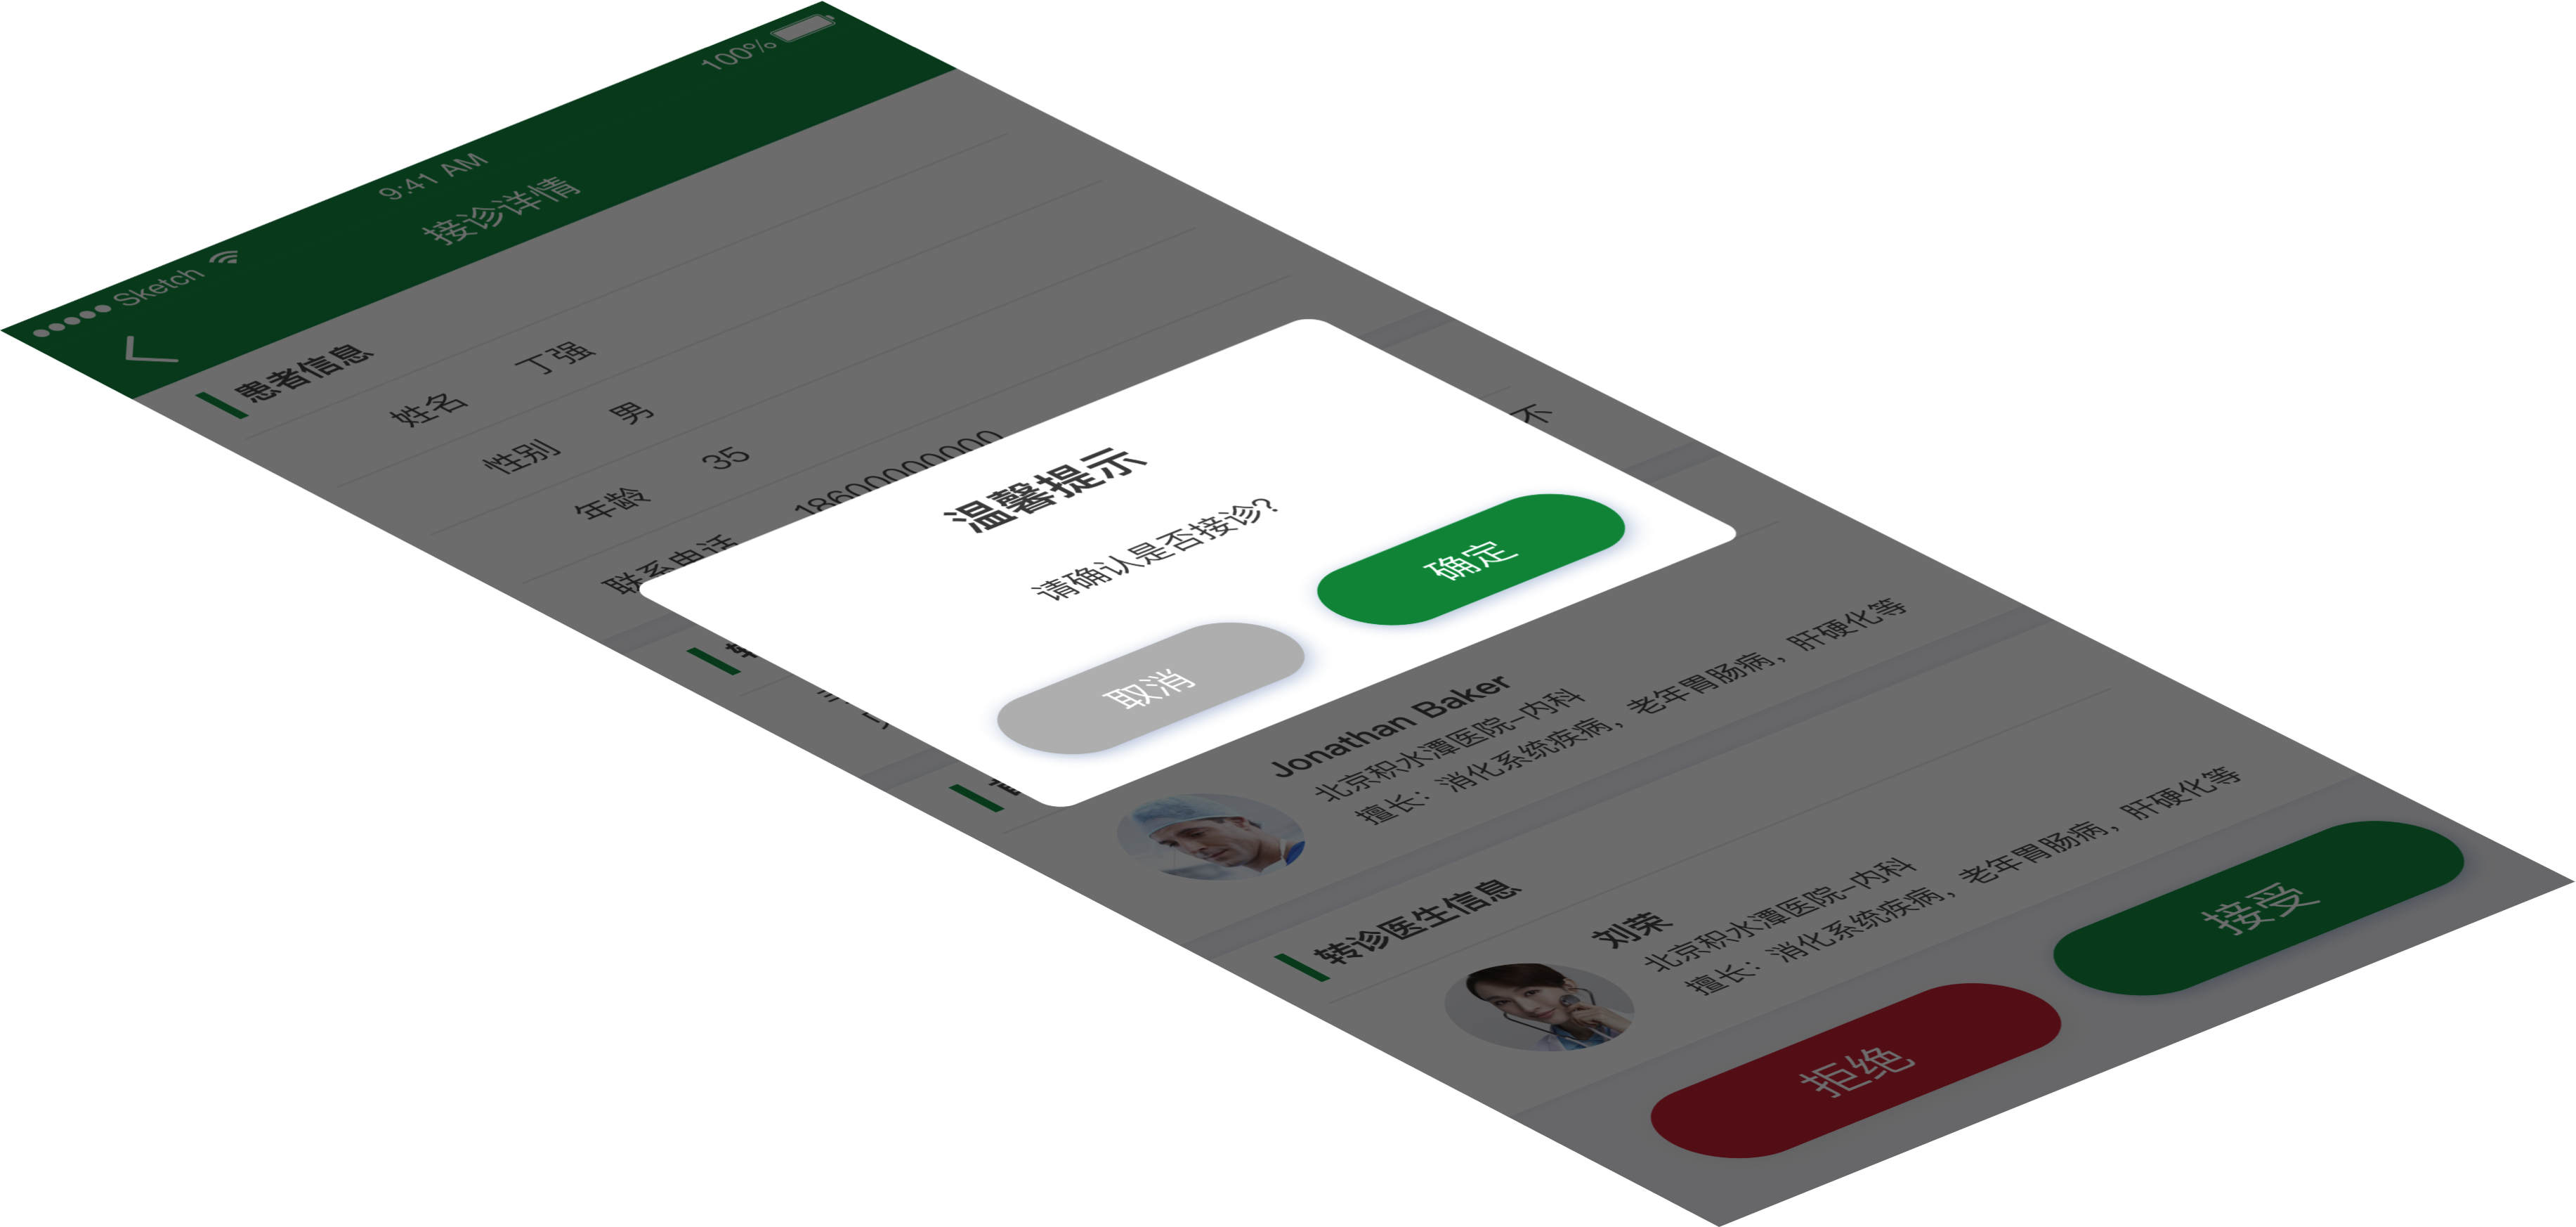 Sketch 9:41 AM 100%
接诊详情
患者信息
姓名 丁强
性别 男
年龄 35
联系电话 18600000000
不
温馨提示
请确认是否接诊?
取消 确定
Jonathan Baker
北京积水潭医院-内科
擅长：消化系统疾病，老年胃肠病，肝硬化等
转诊医生信息
刘荣
北京积水潭医院-内科
擅长：消化系统疾病，老年胃肠病，肝硬化等
拒绝 接受